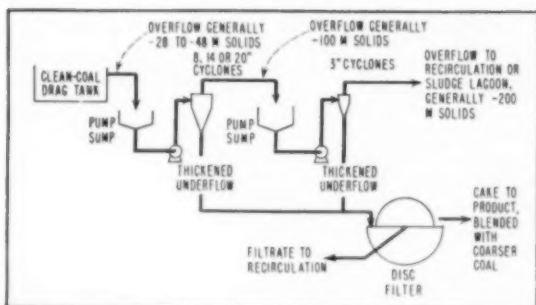 OVERFLOW GENERALLY
-28 TO -48 M SOLIDS
8, 14 OR 20"
CYCLONES
OVERFLOW GENERALLY
-100 M SOLIDS
3" CYCLONES
OVERFLOW TO
RECIRCULATION OR
SLUDGE LAGOON,
GENERALLY -200
M SOLIDS
CLEAN-COAL
DRAG TANK
PUMP
SUMP
PUMP
SUMP
THICKENED
UNDERFLOW
THICKENED
UNDERFLOW
CAKE TO
PRODUCT,
BLENDED
WITH
COARSER
COAL
FILTRATE TO
RECIRCULATION
DISC
FILTER